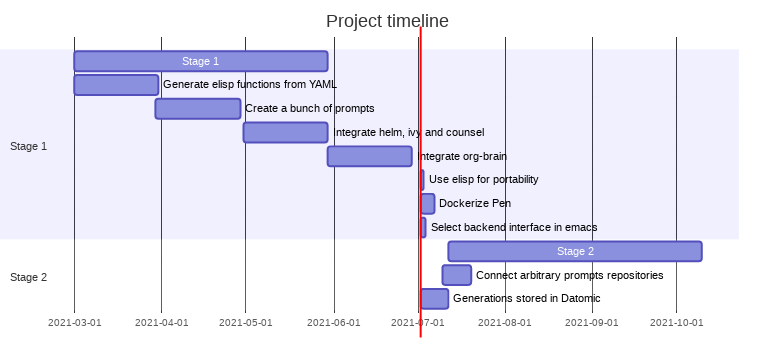 Project timeline
Stage 1
Generate elisp functions from YAML
Create a bunch of prompts
Integrate helm, ivy and counsel
Stage 1
Integrate org-brain
Use elisp for portability
Dockerize Pen
Select backend interface in emacs
Stage 2
Stage 2
Connect arbitrary prompts repositories
Generations stored in Datomic
2021-03-01 2021-04-01 2021-05-01 2021-06-01 2021-07-01 2021-08-01 2021-09-01 2021-10-01